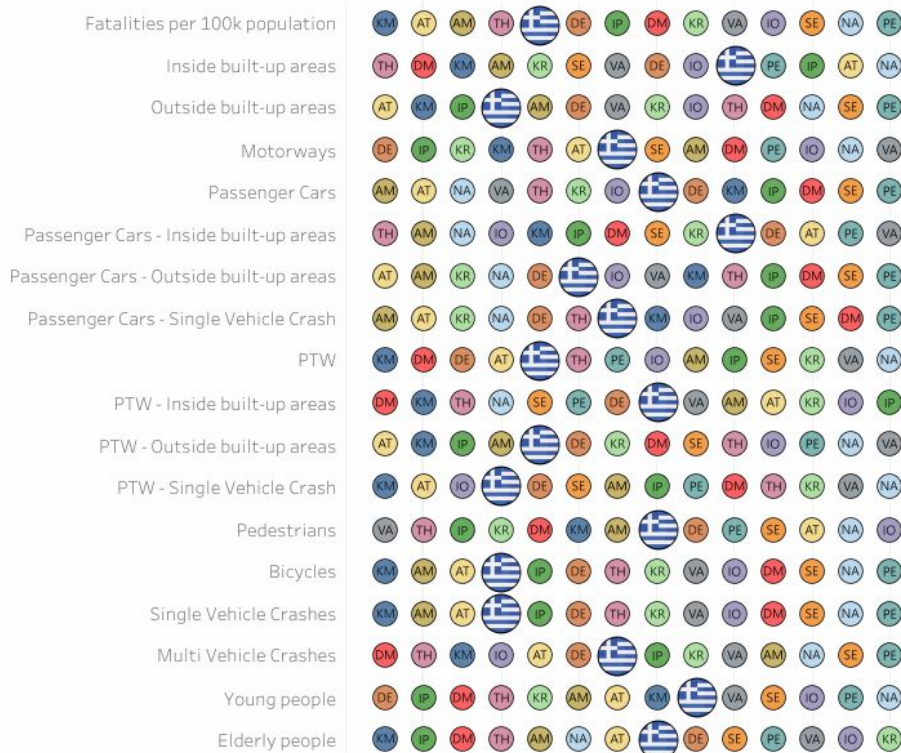 Fatalities per 100k population KM AT AM TH DE IP DM KR VA IO SE NA PE
Inside built-up areas TH DM KM AM KR SE VA DE IO PE IP AT NA
Outside built-up areas AT KM IP AM DE VA KR IO TH DM NA SE PE
Motorways DE IP KR KM TH AT SE AM DM PE IO NA VA
Passenger Cars AM AT NA VA TH KR IO DE KM IP DM SE PE
Passenger Cars - Inside built-up areas TH AM NA IO KM IP DM SE KR DE AT PE VA
Passenger Cars - Outside built-up areas AT AM KR NA DE IO VA KM TH IP DM SE PE
Passenger Cars - Single Vehicle Crash AM AT KR NA DE TH KM IO VA IP SE DM PE
PTW KM DM DE AT TH PE IO AM IP SE KR VA NA
PTW - Inside built-up areas DM KM TH NA SE PE DE VA AM AT KR IO IP
PTW - Outside built-up areas AT KM IP AM DE KR DM SE TH IO PE NA VA
PTW - Single Vehicle Crash KM AT IO DE SE AM IP PE DM TH KR VA NA
Pedestrians VA TH IP KR DM KM AM DE PE SE AT NA IO
Bicycles KM AM AT IP DE TH KR VA IO DM SE NA PE
Single Vehicle Crashes KM AM AT IP DE TH KR VA IO DM SE NA PE
Multi Vehicle Crashes DM TH KM IO AT DE IP KR VA AM NA SE PE
Young people DE IP DM TH KR AM AT KM VA SE IO PE NA
Elderly people KM IP DM TH AM NA AT DE SE PE VA IO KR